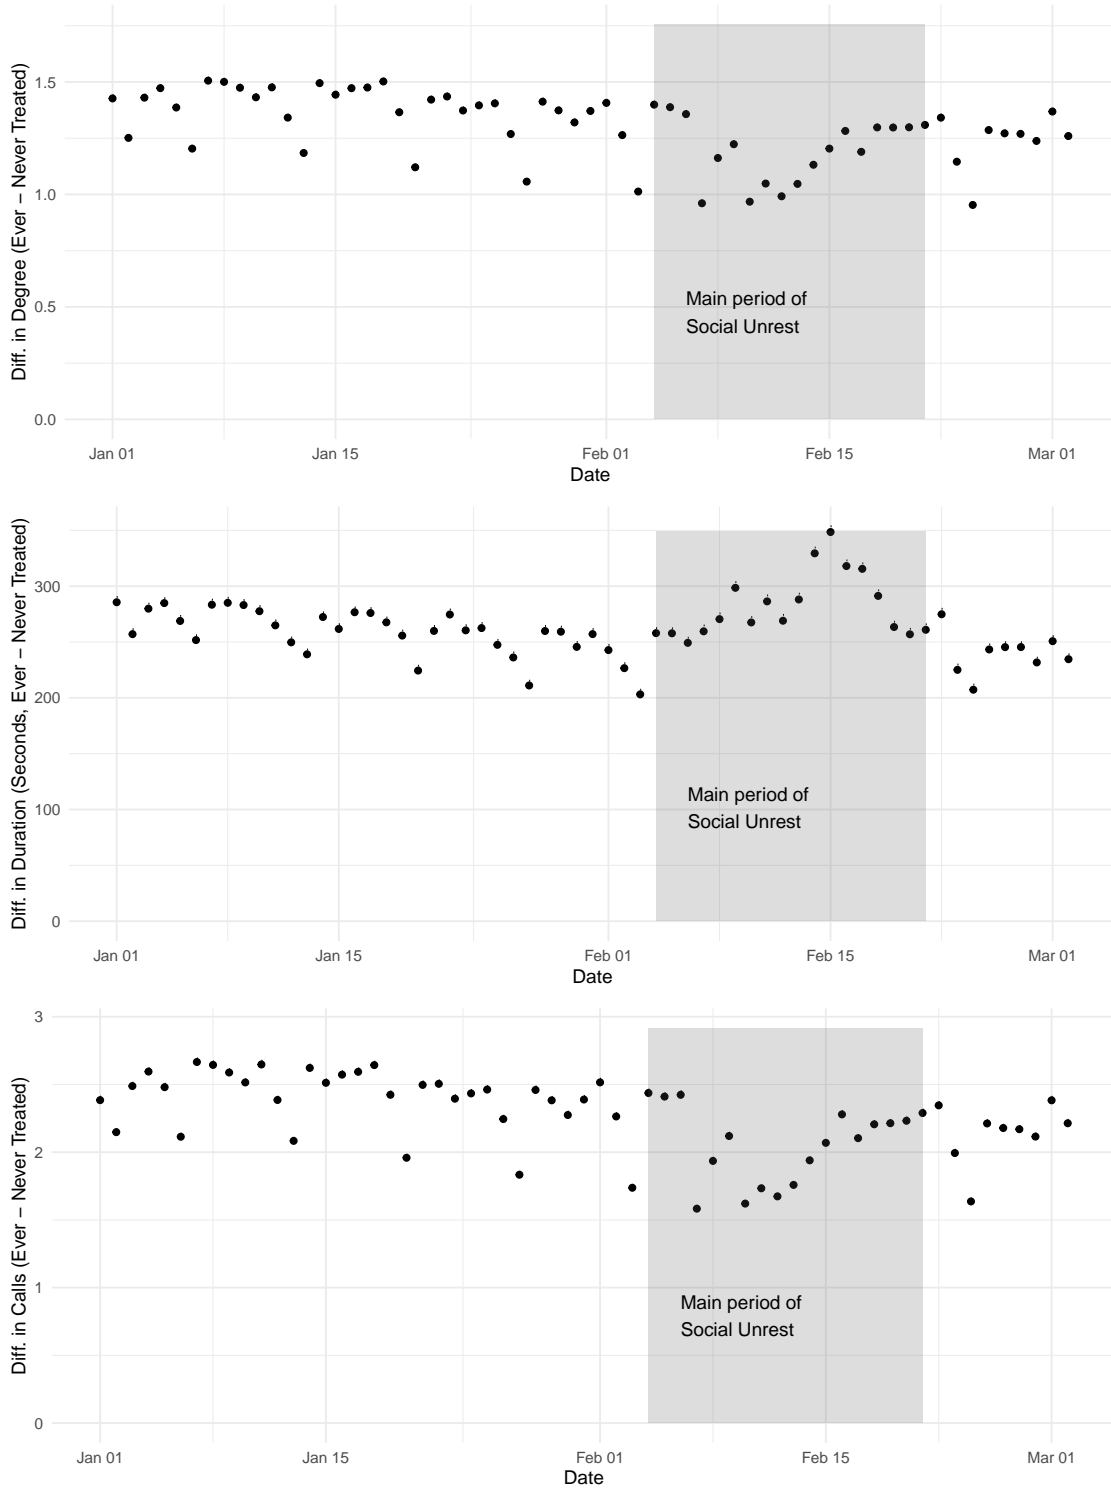 Diff. in Degree (Ever − Never Treated)
1.5
1.0
0.5
0.0
Main period of
Social Unrest
Jan 01 Jan 15 Feb 01 Feb 15 Mar 01
Date
Diff. in Duration (Seconds, Ever − Never Treated)
300
200
100
0
Main period of
Social Unrest
Jan 01 Jan 15 Feb 01 Feb 15 Mar 01
Date
Diff. in Calls (Ever − Never Treated)
3
2
1
0
Main period of
Social Unrest
Jan 01 Jan 15 Feb 01 Feb 15 Mar 01
Date